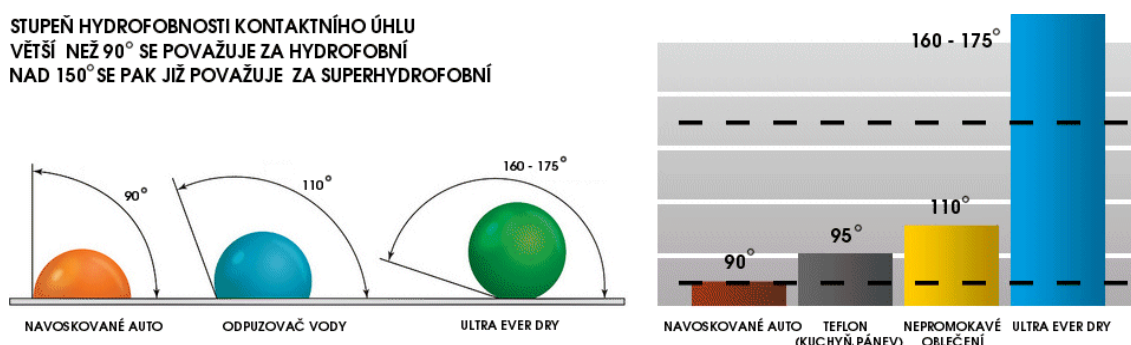 STUPEŇ HYDROFOBNOSTI KONTAKTNÍHO ÚHLU
VĚTŠÍ NEŽ 90° SE POVAŽUJE ZA HYDROFOBNÍ
NAD 150° SE PAK JIŽ POVAŽUJE ZA SUPERHYDROFOBNÍ
90°
110°
160 - 175°
NAVOSKOVANÉ AUTO
ODPUZOVAČ VODY
ULTRA EVER DRY
160 - 175°
110°
95°
90°
NAVOSKOVANÉ AUTO
TEFLON
(KUCHYŇ.PÁNEV)
NEPROMOKAVÉ
OBLEČENÍ
ULTRA EVER DRY